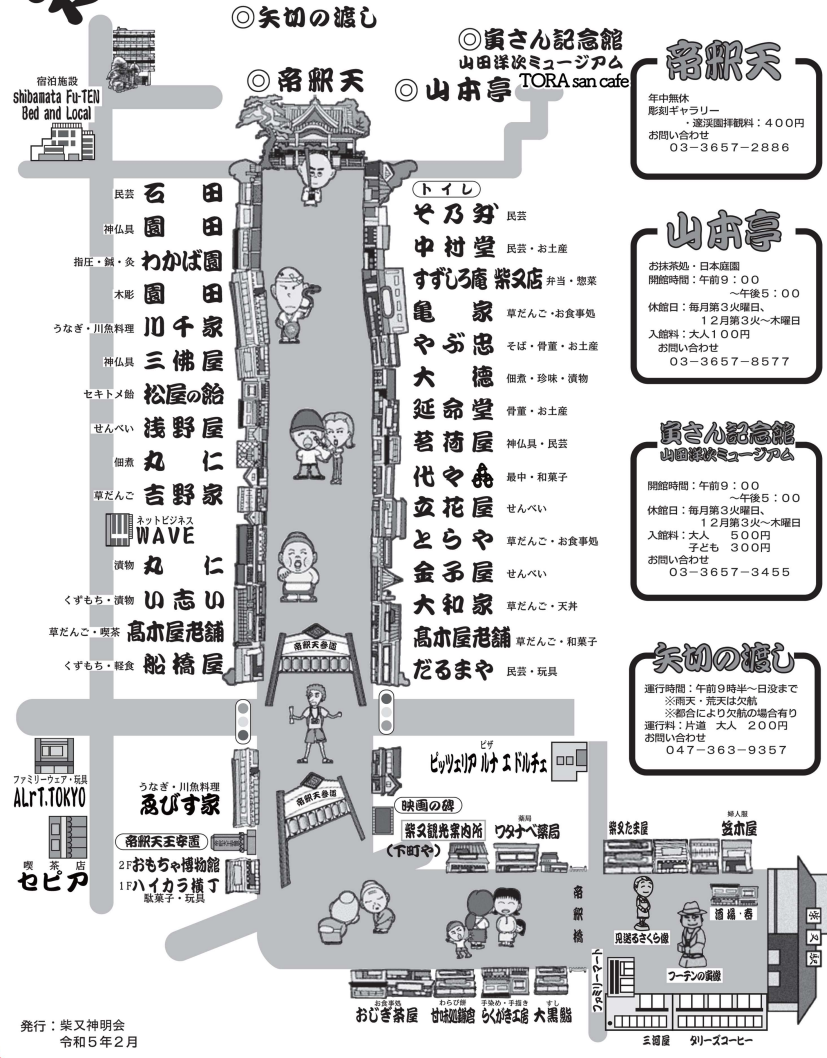 ◎矢切の渡し
◎寅さん記念館
山田洋次ミュージアム
TORA san cafe
◎帝釈天
◎山本亭
宿泊施設
shibamata Fu-TEN
Bed and Local
民芸 石田
神仏具 園田
指圧・鍼・灸 わかば園
木彫 園田
うなぎ・川魚料理 川千家
神仏具 三佛屋
セキトメ飴 松屋の飴
せんべい 浅野屋
佃煮 丸仁
草だんご 吉野家
ネットビジネス
WAVE
漬物 丸仁
くずもち・漬物 い志い
草だんご・喫茶 髙木屋老舗
くずもち・軽食 船橋屋
トイレ
その好 民芸
中村堂 民芸・お土産
すずしろ庵 柴又店 弁当・惣菜
亀家 草だんご・お食事処
やぶ忠 そば・骨董・お土産
大徳 佃煮・珍味・漬物
延命堂 骨董・お土産
茗荷屋 神仏具・民芸
代々 最中・和菓子
立花屋 せんべい
とらや 草だんご・お食事処
金子屋 せんべい
大和家 草だんご・天丼
髙木屋老舗 草だんご・和菓子
だるまや 民芸・玩具
帝釈天参道
帝釈天
年中無休
彫刻ギャラリー
・邃渓園拝観料：400円
お問い合わせ
03-3657-2886
山本亭
お抹茶処・日本庭園
開館時間：午前9：00
～午後5：00
休館日：毎月第3火曜日、
12月第3火～木曜日
入館料：大人100円
お問い合わせ
03-3657-8577
寅さん記念館
山田洋次ミュージアム
開館時間：午前9：00
～午後5：00
休館日：毎月第3火曜日、
12月第3火～木曜日
入館料：大人　500円
子ども　300円
お問い合わせ
03-3657-3455
矢切の渡し
運行時間：午前9時半～日没まで
※雨天・荒天は欠航
※都合により欠航の場合有り
運行料：片道　大人　200円
お問い合わせ
047-363-9357
ファミリーウェア・玩具
ALrT.TOKYO
喫茶店
セピア
うなぎ・川魚料理
ゑびす家
帝釈天王安置
2Fおもちゃ博物館
1Fハイカラ横丁
駄菓子・玩具
帝釈天参道
ピザ
ピッツェリア ルナ エ ドルチェ
映画の碑
柴又観光案内所
(下町や)
薬局
ワタナベ薬局
柴又たま屋
婦人服
笠木屋
酒場・春
帝釈橋
見送るさくら像
フーテンの寅像
柴又駅
ファミリーマート
お食事処
おじぎ茶屋
わらび餅
甘味処鎌倉
手染め・手描き
らくがき工房
すし
大黒鮨
三河屋
タリーズコーヒー
発行：柴又神明会
令和5年2月